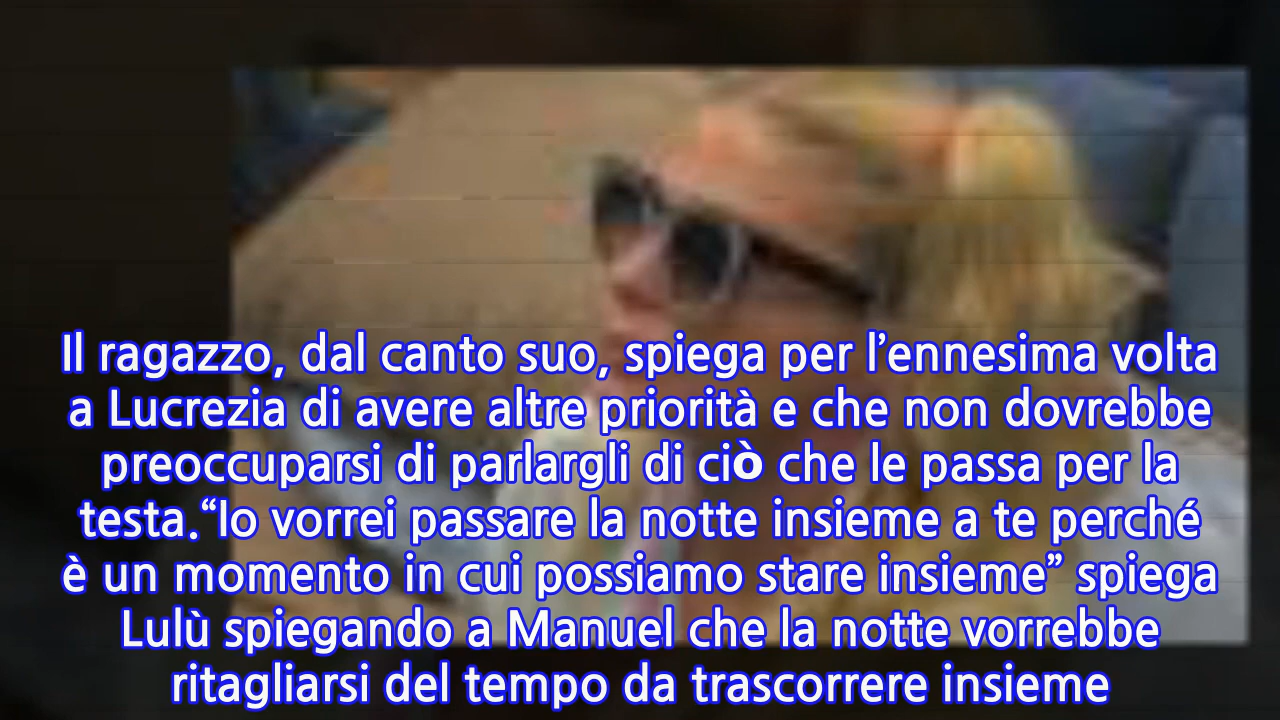 Il ragazzo, dal canto suo, spiega per l’ennesima volta
a Lucrezia di avere altre priorità e che non dovrebbe
preoccuparsi di parlargli di ciò che le passa per la
testa.“Io vorrei passare la notte insieme a te perché
è un momento in cui possiamo stare insieme” spiega
Lulù spiegando a Manuel che la notte vorrebbe
ritagliarsi del tempo da trascorrere insieme